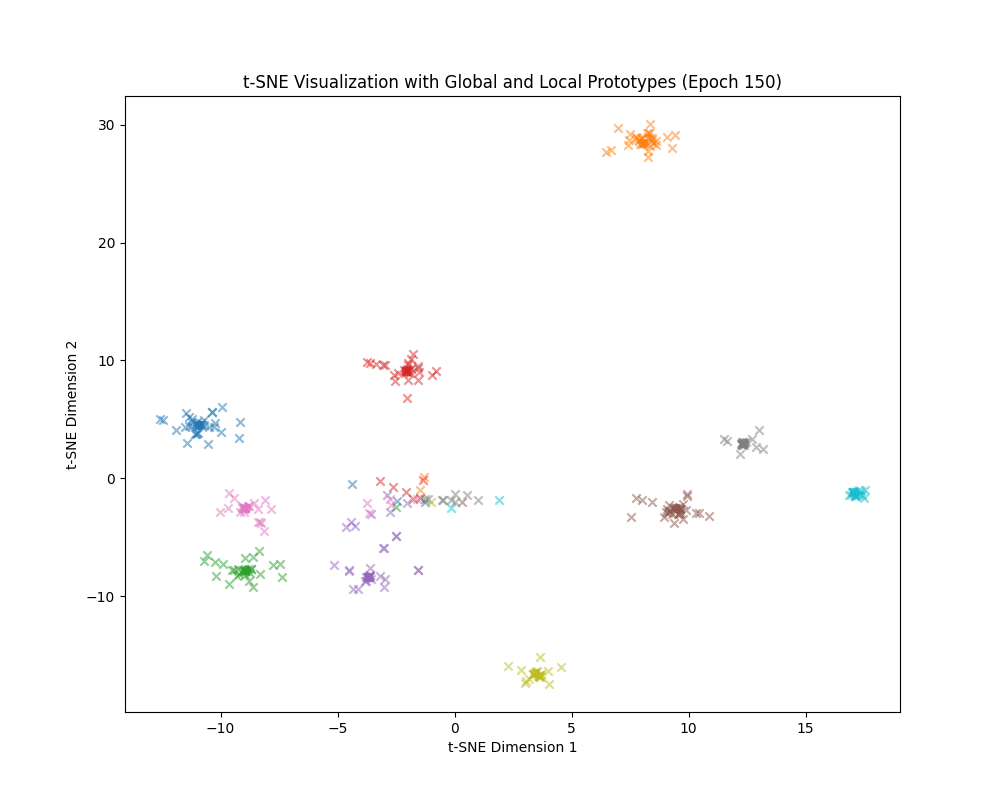 t-SNE Visualization with Global and Local Prototypes (Epoch 150)
30
20
10
0
−10
t-SNE Dimension 2
−10 −5 0 5 10 15
t-SNE Dimension 1